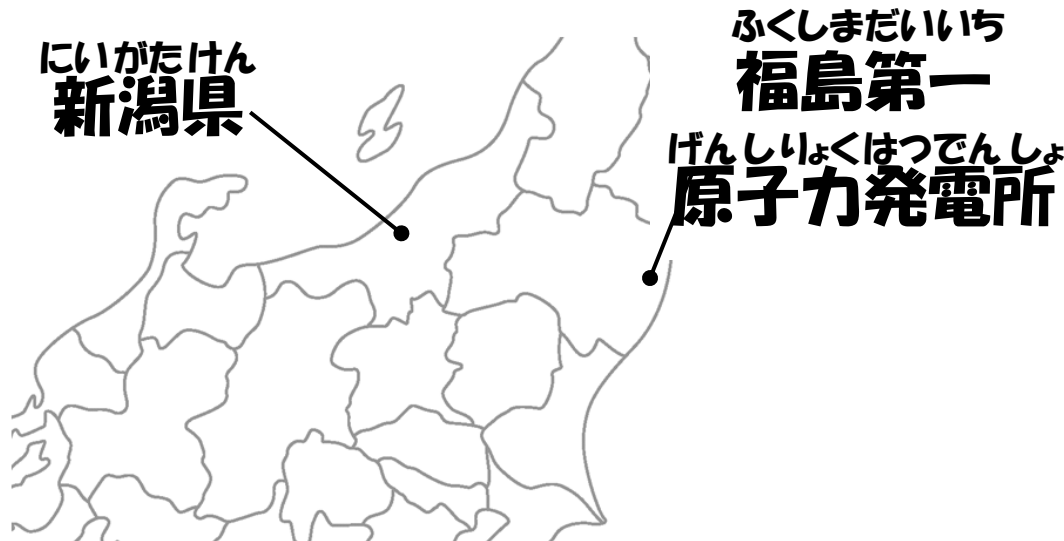 にいがたけん
新潟県
ふくしまだいいち
福島第一
げんしりょくはつでんしょ
原子力発電所